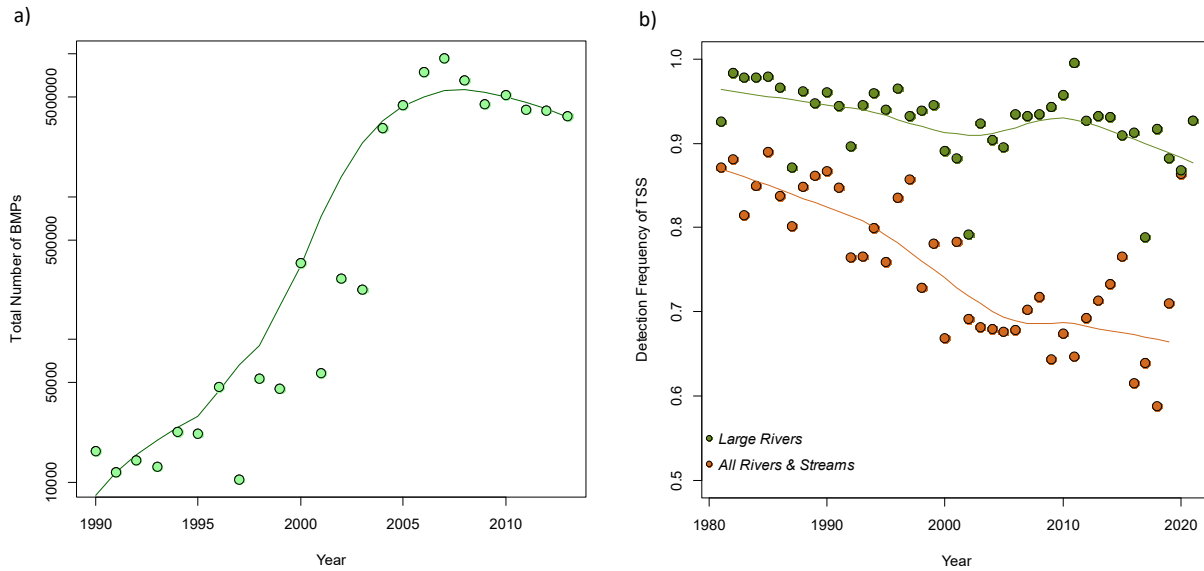 a)
Total Number of BMPs
5000000
500000
50000
10000
1990
1995
2000
2005
2010
Year
b)
Detection Frequency of TSS
1.0
0.9
0.8
0.7
0.6
0.5
Large Rivers
All Rivers & Streams
1980
1990
2000
2010
2020
Year